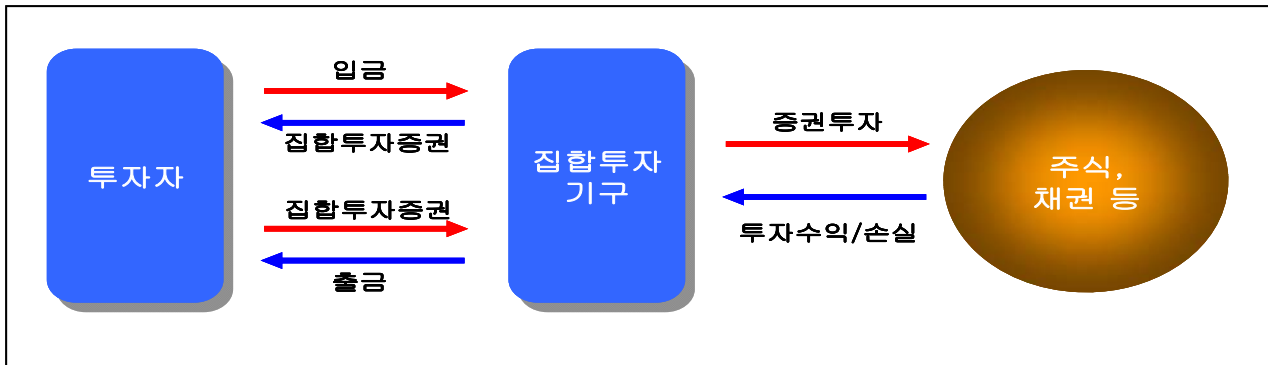 투자자
입금
집합투자증권
집합투자증권
출금
집합투자
기구
증권투자
투자수익/손실
주식,
채권 등